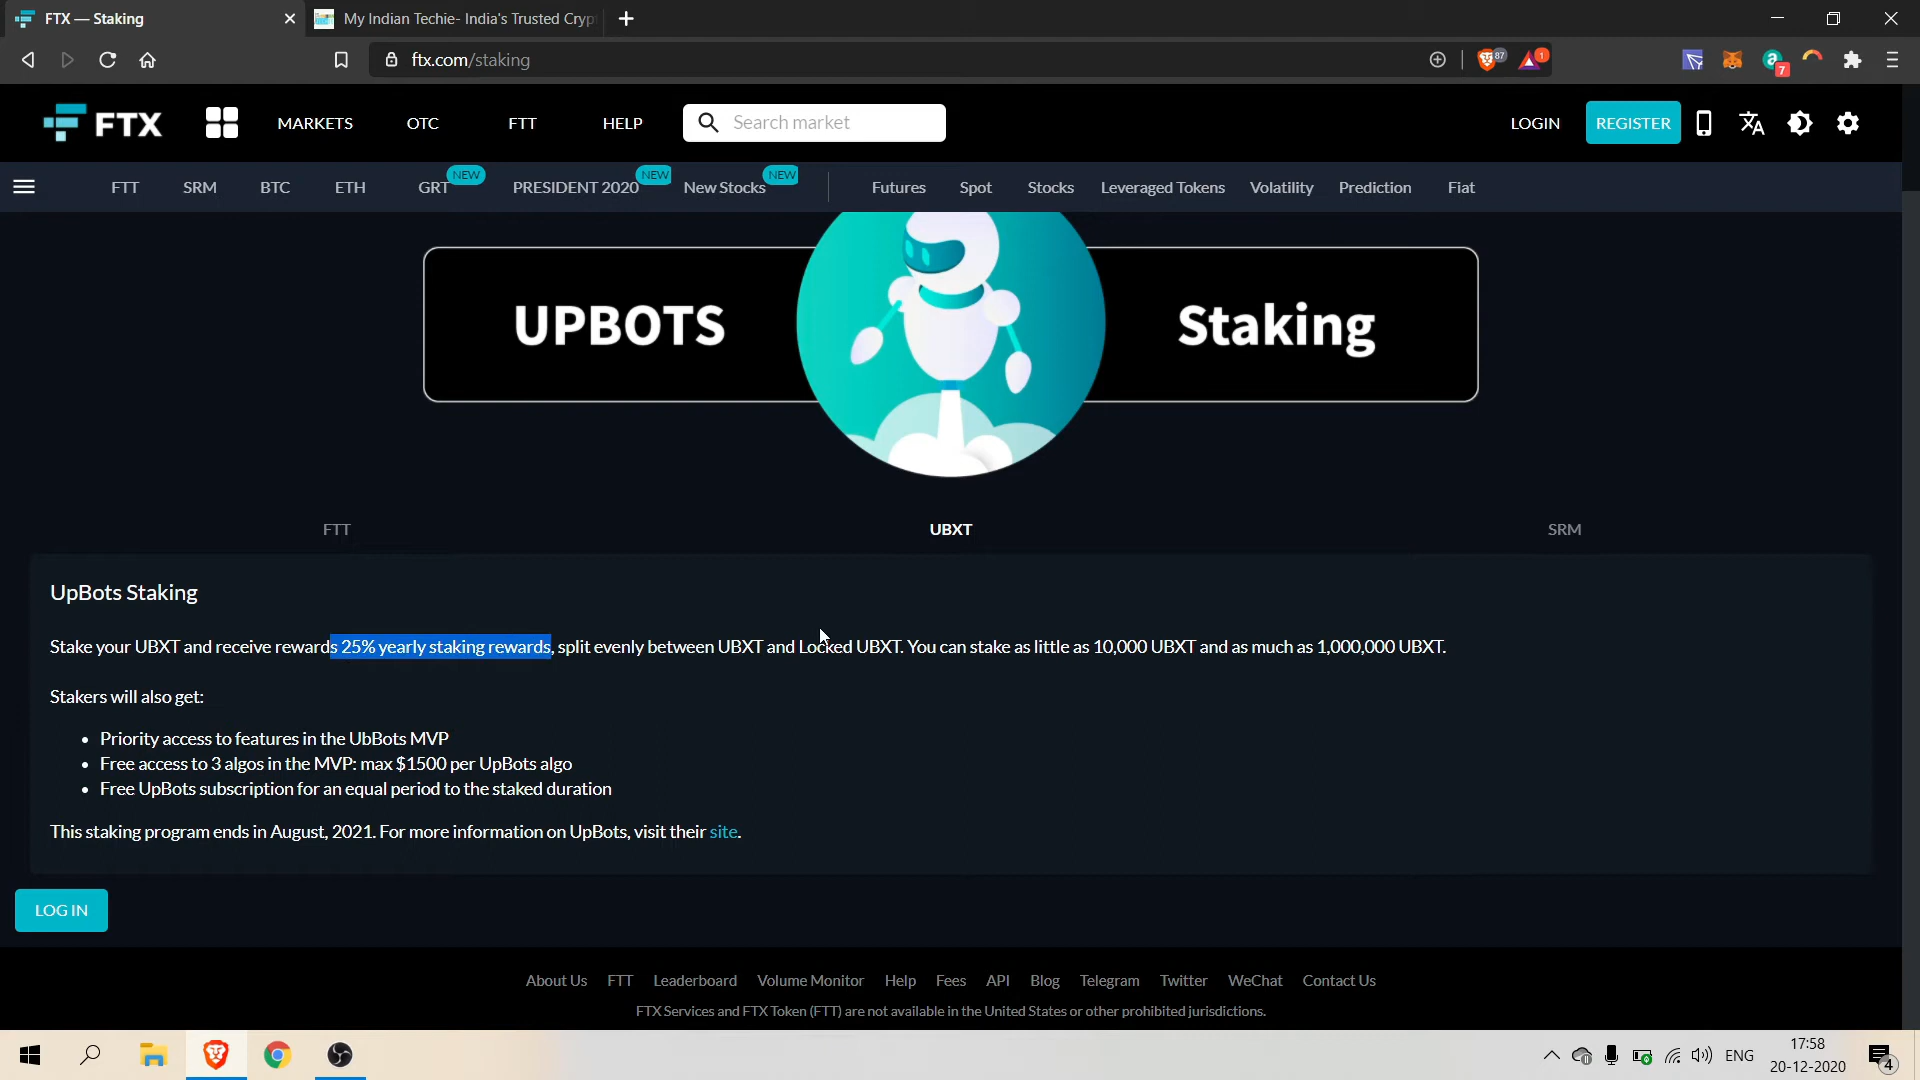 FTX — Staking
My Indian Techie- India's Trusted Cryp
ftx.com/staking
87
1
7
FTX
MARKETS
OTC
FTT
HELP
Search market
LOGIN
REGISTER
FTT
SRM
BTC
ETH
GRT NEW
PRESIDENT 2020 NEW
New Stocks NEW
Futures
Spot
Stocks
Leveraged Tokens
Volatility
Prediction
Fiat
UPBOTS
Staking
FTT
UBXT
SRM
UpBots Staking
Stake your UBXT and receive rewards 25% yearly staking rewards, split evenly between UBXT and Locked UBXT. You can stake as little as 10,000 UBXT and as much as 1,000,000 UBXT.
Stakers will also get:
• Priority access to features in the UbBots MVP
• Free access to 3 algos in the MVP: max $1500 per UpBots algo
• Free UpBots subscription for an equal period to the staked duration
This staking program ends in August, 2021. For more information on UpBots, visit their site.
LOG IN
About Us FTT Leaderboard Volume Monitor Help Fees API Blog Telegram Twitter WeChat Contact Us
FTX Services and FTX Token (FTT) are not available in the United States or other prohibited jurisdictions.
ENG
17:58
20-12-2020
4